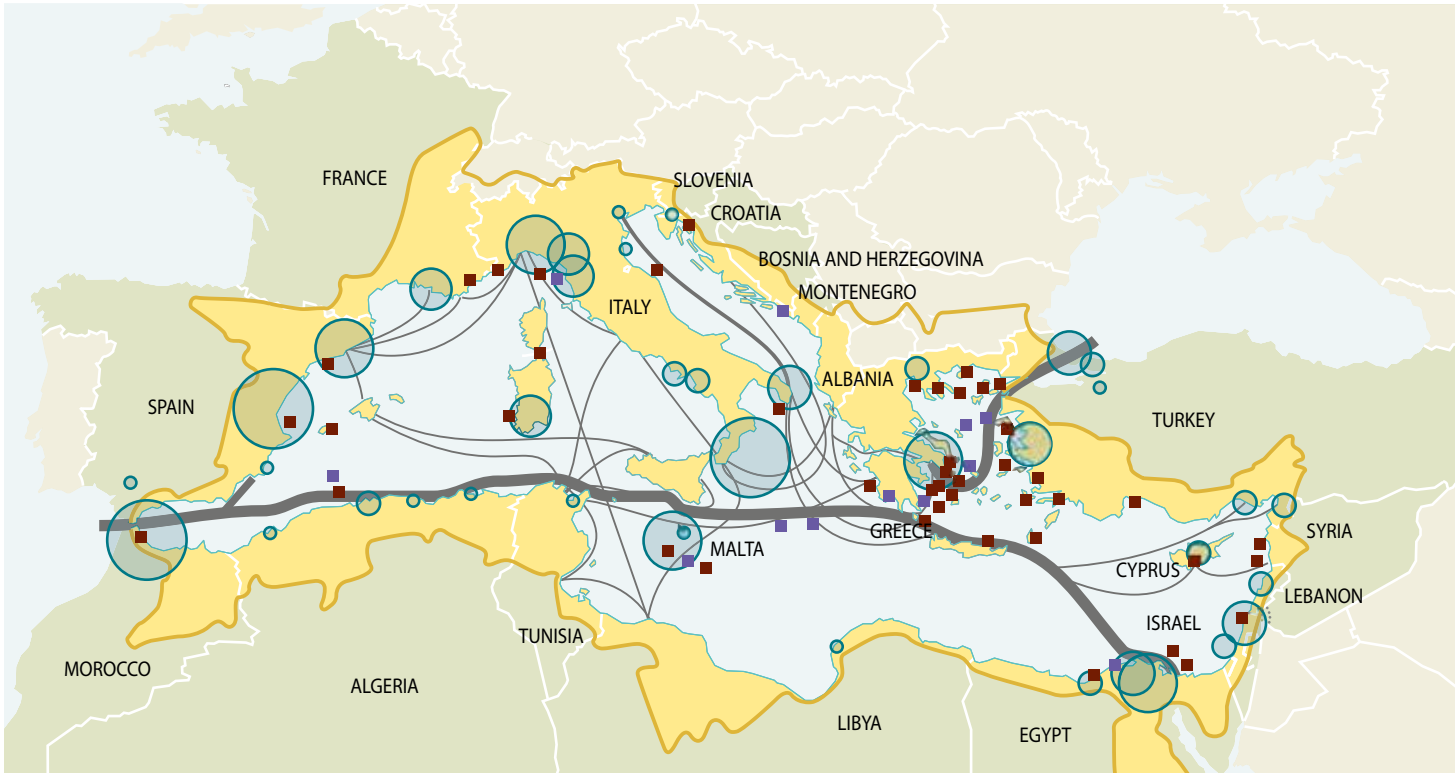 FRANCE
SLOVENIA
CROATIA
BOSNIA AND HERZEGOVINA
MONTENEGRO
ITALY
ALBANIA
SPAIN
TURKEY
GREECE
SYRIA
MALTA
CYPRUS
LEBANON
ISRAEL
TUNISIA
MOROCCO
ALGERIA
LIBYA
EGYPT